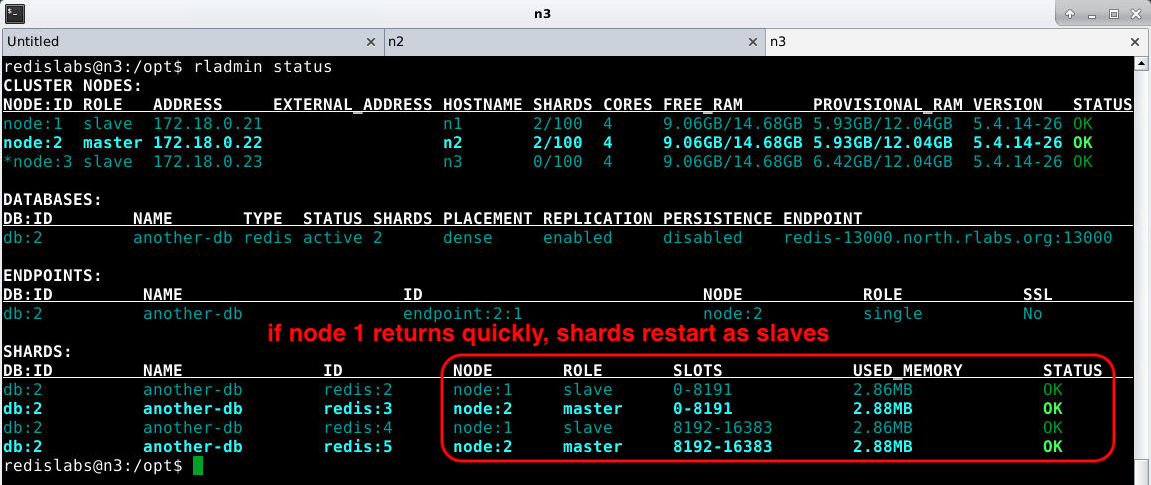 n3
Untitled n2 n3
redislabs@n3:/opt$ rladmin status
CLUSTER NODES:
NODE:ID ROLE ADDRESS EXTERNAL_ADDRESS HOSTNAME SHARDS CORES FREE_RAM PROVISIONAL_RAM VERSION STATUS
node:1 slave 172.18.0.21 n1 2/100 4 9.06GB/14.68GB 5.93GB/12.04GB 5.4.14-26 OK
node:2 master 172.18.0.22 n2 2/100 4 9.06GB/14.68GB 5.93GB/12.04GB 5.4.14-26 OK
*node:3 slave 172.18.0.23 n3 0/100 4 9.06GB/14.68GB 6.42GB/12.04GB 5.4.14-26 OK
DATABASES:
DB:ID NAME TYPE STATUS SHARDS PLACEMENT REPLICATION PERSISTENCE ENDPOINT
db:2 another-db redis active 2 dense enabled disabled redis-13000.north.rlabs.org:13000
ENDPOINTS:
DB:ID NAME ID NODE ROLE SSL
db:2 another-db endpoint:2:1 node:2 single No
if node 1 returns quickly, shards restart as slaves
SHARDS:
DB:ID NAME ID NODE ROLE SLOTS USED_MEMORY STATUS
db:2 another-db redis:2 node:1 slave 0-8191 2.86MB OK
db:2 another-db redis:3 node:2 master 0-8191 2.88MB OK
db:2 another-db redis:4 node:1 slave 8192-16383 2.86MB OK
db:2 another-db redis:5 node:2 master 8192-16383 2.88MB OK
redislabs@n3:/opt$